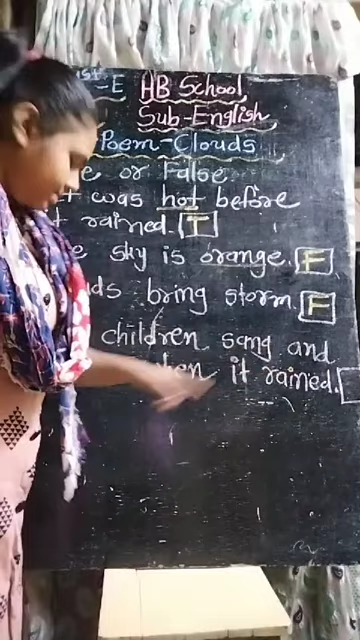 -E HB School
Sub-English
Poem-Clouds
or False
was hot before
rained. T
sky is orange. F
bring storm. F
children sang and
it rained.